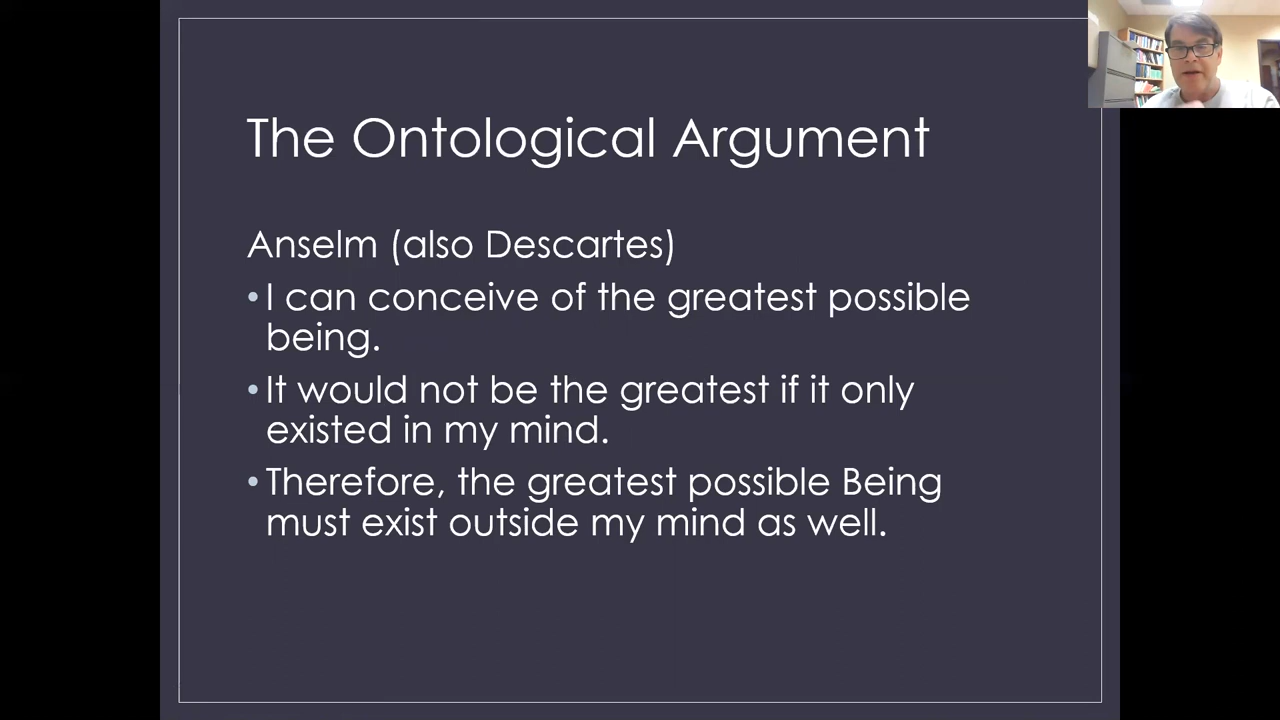 The Ontological Argument
Anselm (also Descartes)
•I can conceive of the greatest possible
being.
•It would not be the greatest if it only
existed in my mind.
•Therefore, the greatest possible Being
must exist outside my mind as well.